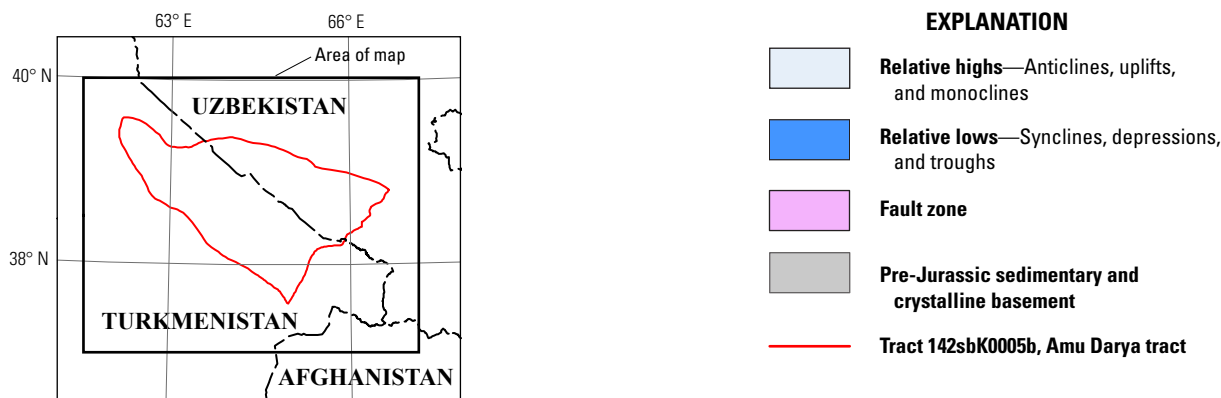 63° E
66° E
Area of map
40° N
UZBEKISTAN
38° N
TURKMENISTAN
AFGHANISTAN
EXPLANATION
Relative highs—Anticlines, uplifts,
and monoclines
Relative lows—Synclines, depressions,
and troughs
Fault zone
Pre-Jurassic sedimentary and
crystalline basement
Tract 142sbK0005b, Amu Darya tract